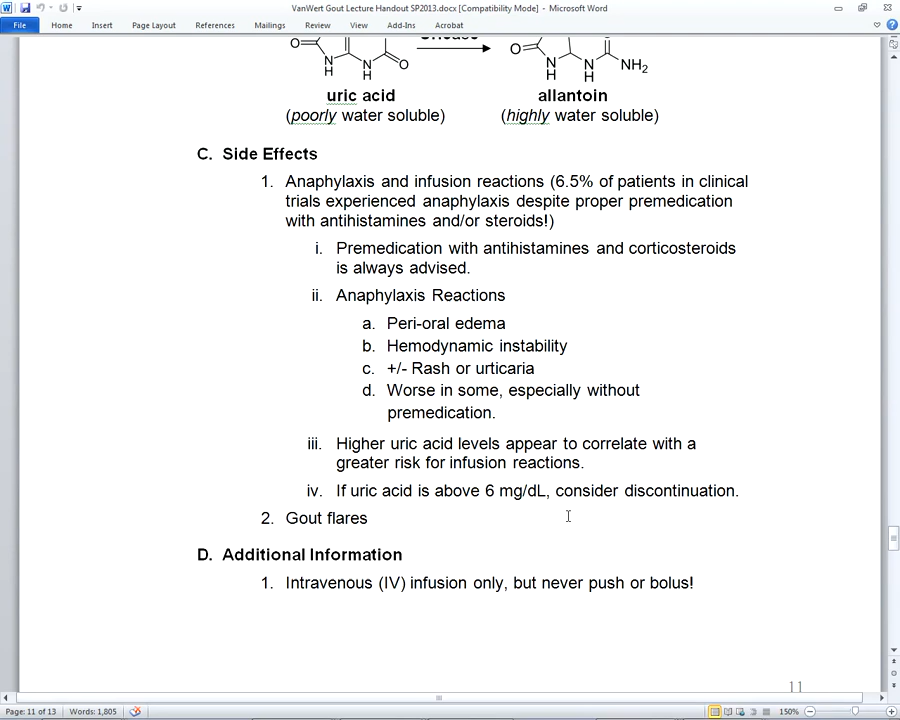 VanWert Gout Lecture Handout SP2013.docx [Compatibility Mode] - Microsoft Word
File Home Insert Page Layout References Mailings Review View Add-Ins Acrobat
O N H N H O O N H N H NH2
uric acid allantoin
(poorly water soluble) (highly water soluble)
C. Side Effects
1. Anaphylaxis and infusion reactions (6.5% of patients in clinical
trials experienced anaphylaxis despite proper premedication
with antihistamines and/or steroids!)
i. Premedication with antihistamines and corticosteroids
is always advised.
ii. Anaphylaxis Reactions
a. Peri-oral edema
b. Hemodynamic instability
c. +/- Rash or urticaria
d. Worse in some, especially without
premedication.
iii. Higher uric acid levels appear to correlate with a
greater risk for infusion reactions.
iv. If uric acid is above 6 mg/dL, consider discontinuation.
2. Gout flares
D. Additional Information
1. Intravenous (IV) infusion only, but never push or bolus!
11
Page: 11 of 13 Words: 1,805 150%